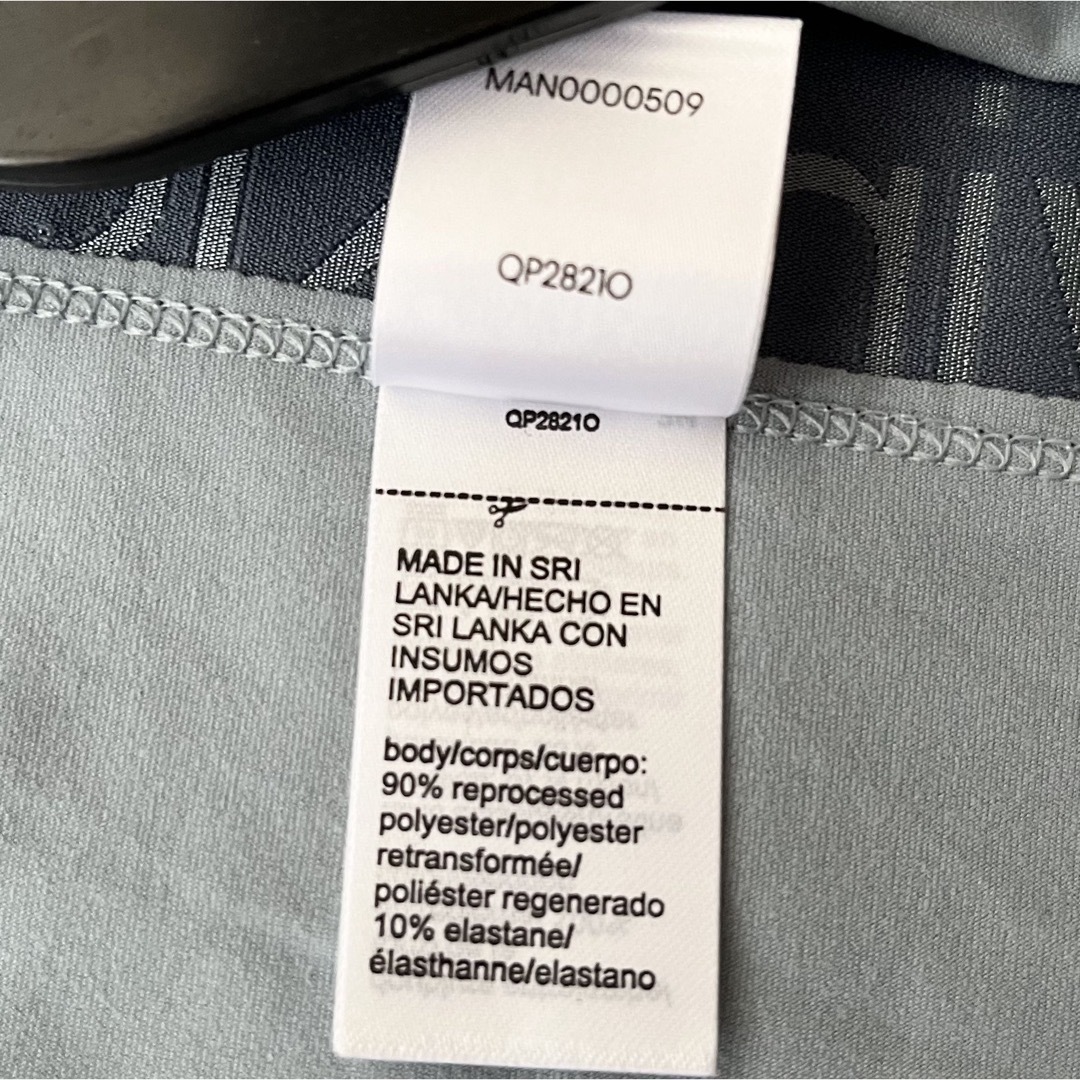 MAN0000509
QP2821O
QP2821O
MADE IN SRI
LANKA/HECHO EN
SRI LANKA CON
INSUMOS
IMPORTADOS
body/corps/cuerpo:
90% reprocessed
polyester/polyester
retransformée/
poliéster regenerado
10% elastane/
élasthanne/elastano